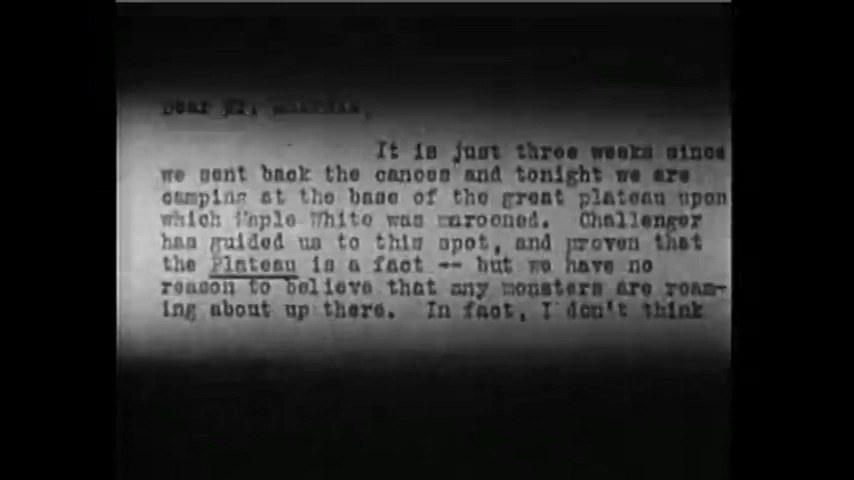 Dear Mr.
It is just three weeks since
we sent back the canoes and tonight we are
camping at the base of the great plateau upon
which Maple White was marooned. Challenger
has guided us to this spot, and proven that
the Plateau is a fact -- but we have no
reason to believe that any monsters are roam-
ing about up there. In fact, I don't think